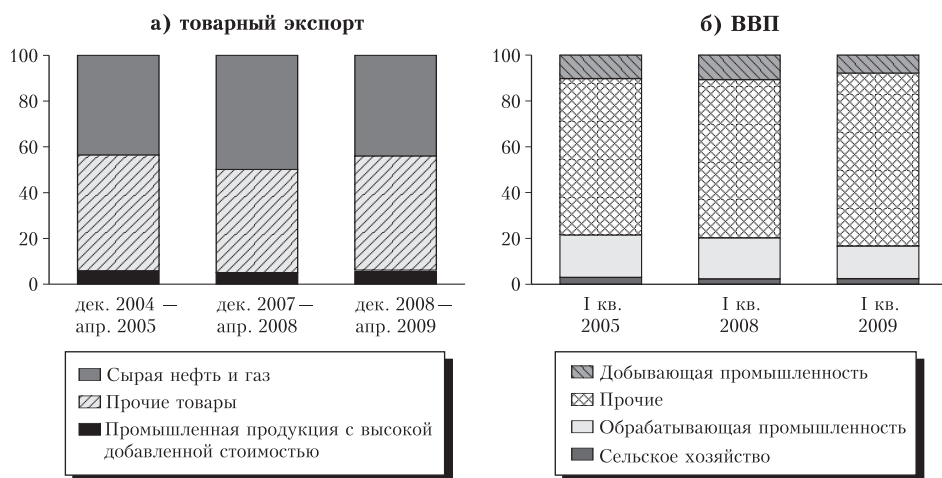 а) товарный экспорт
100
80
60
40
20
0
дек. 2004 —
апр. 2005
дек. 2007 —
апр. 2008
дек. 2008 —
апр. 2009
Сырая нефть и газ
Прочие товары
Промышленная продукция с высокой
добавленной стоимостью
б) ВВП
100
80
60
40
20
0
I кв.
2005
I кв.
2008
I кв.
2009
Добывающая промышленность
Прочие
Обрабатывающая промышленность
Сельское хозяйство